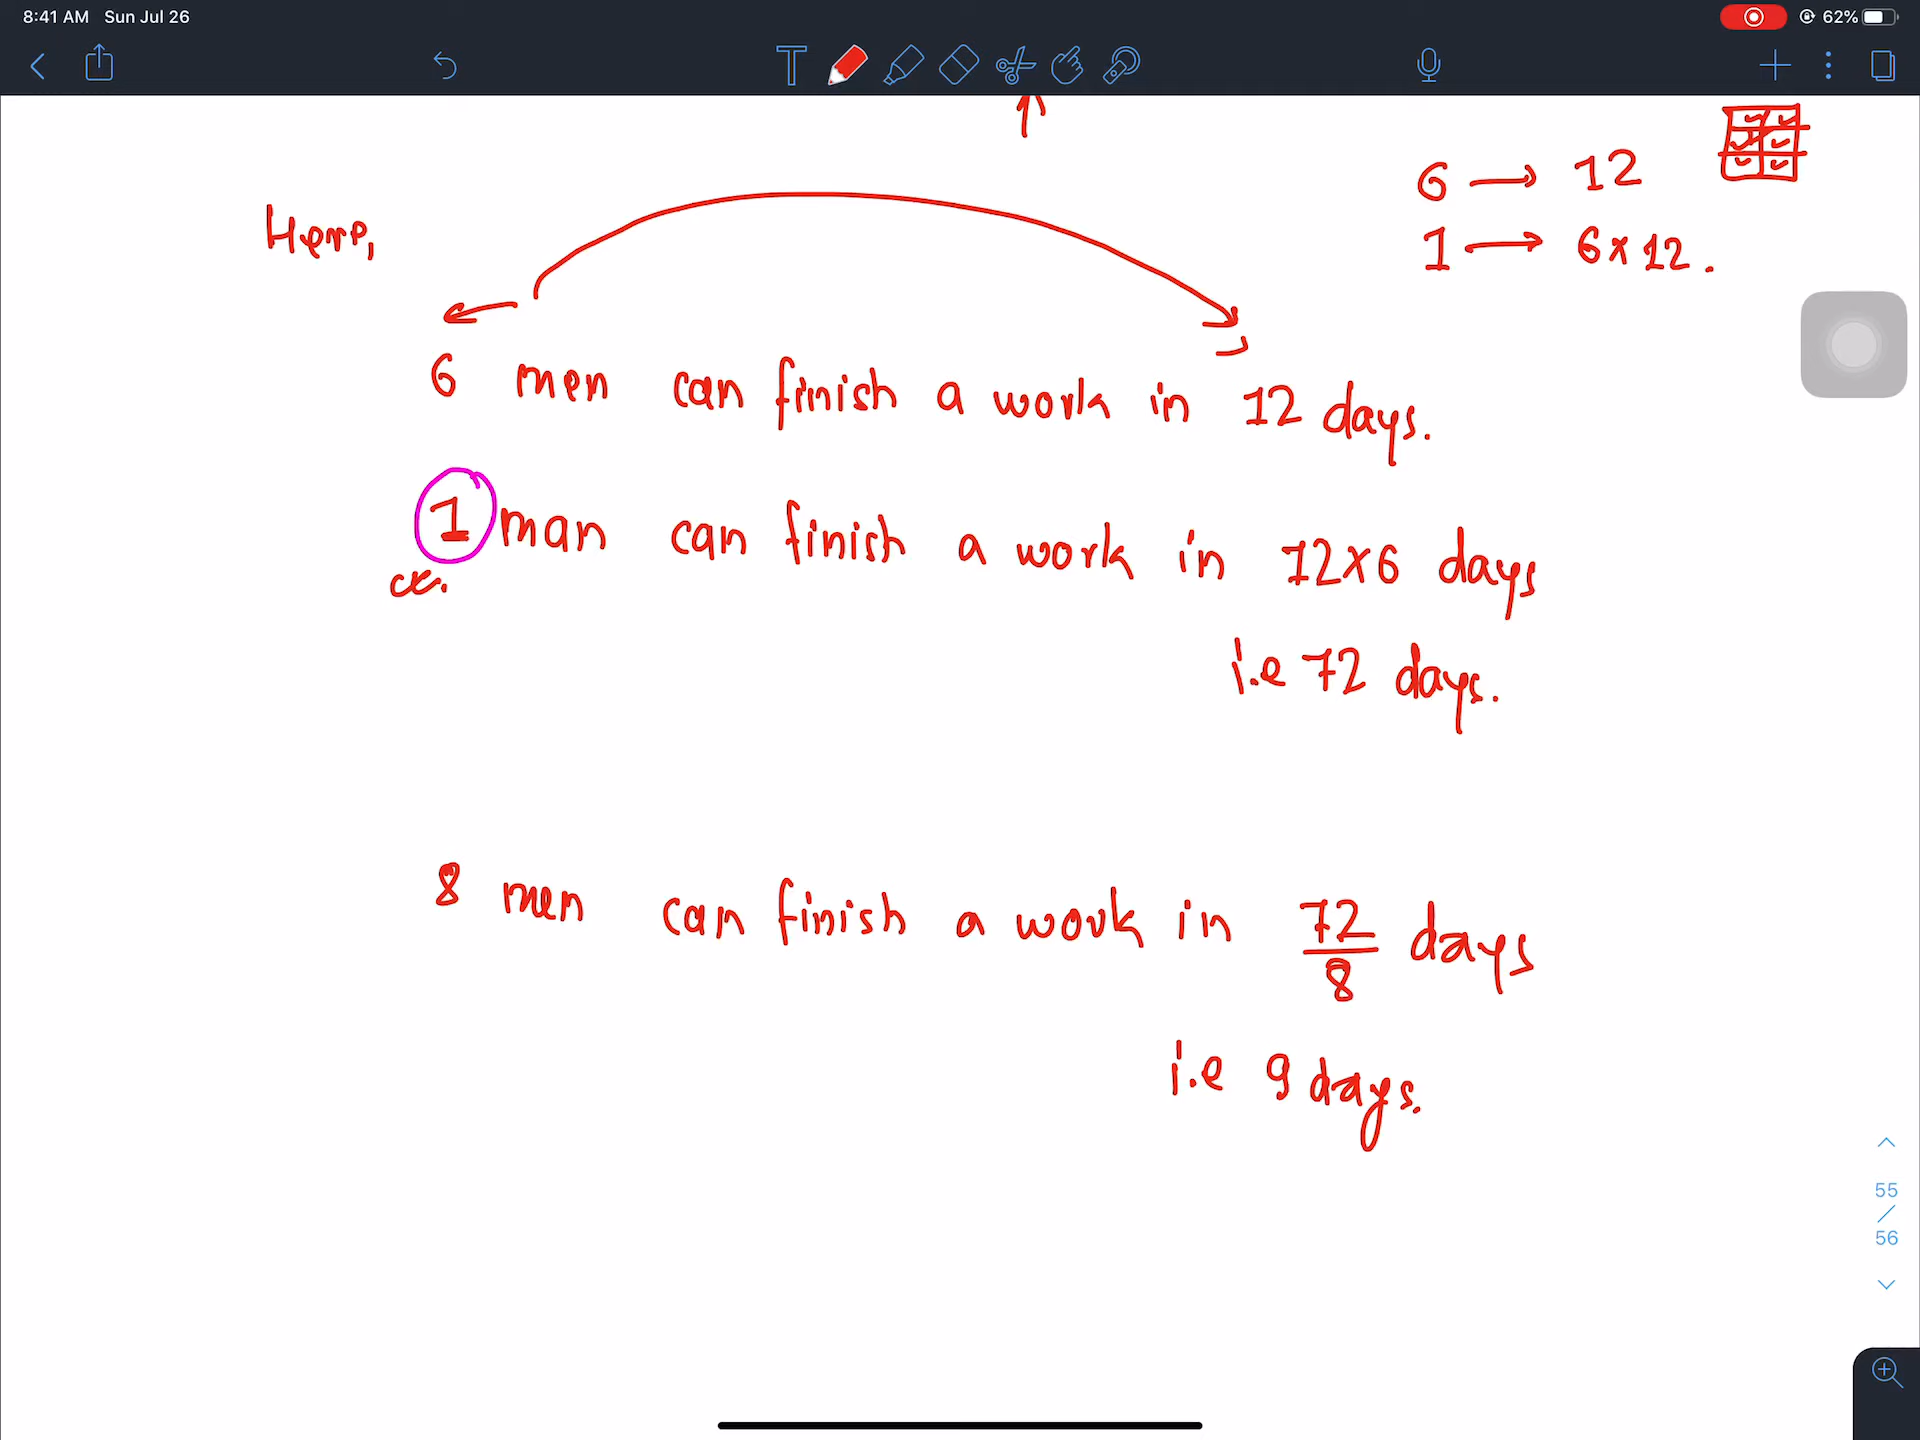 8:41 AM Sun Jul 26
62%
6 → 12
1 → 6 x 12 .
Here,
6 men can finish a work in 12 days.
1 man can finish a work in 12x6 days
i.e 72 days.
8 men can finish a work in 72/8 days
i.e 9 days.
55
/
56